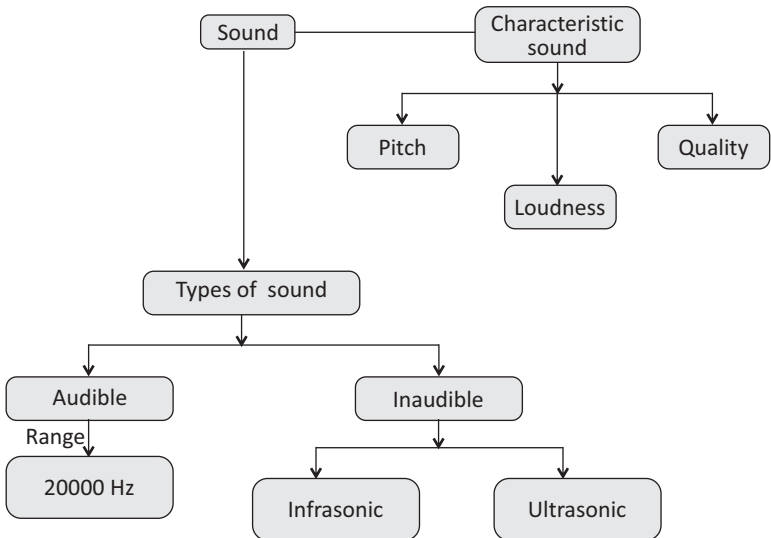 Sound
Characteristic
sound
Pitch
Quality
Loudness
Types of sound
Audible
Inaudible
Range
20000 Hz
Infrasonic
Ultrasonic